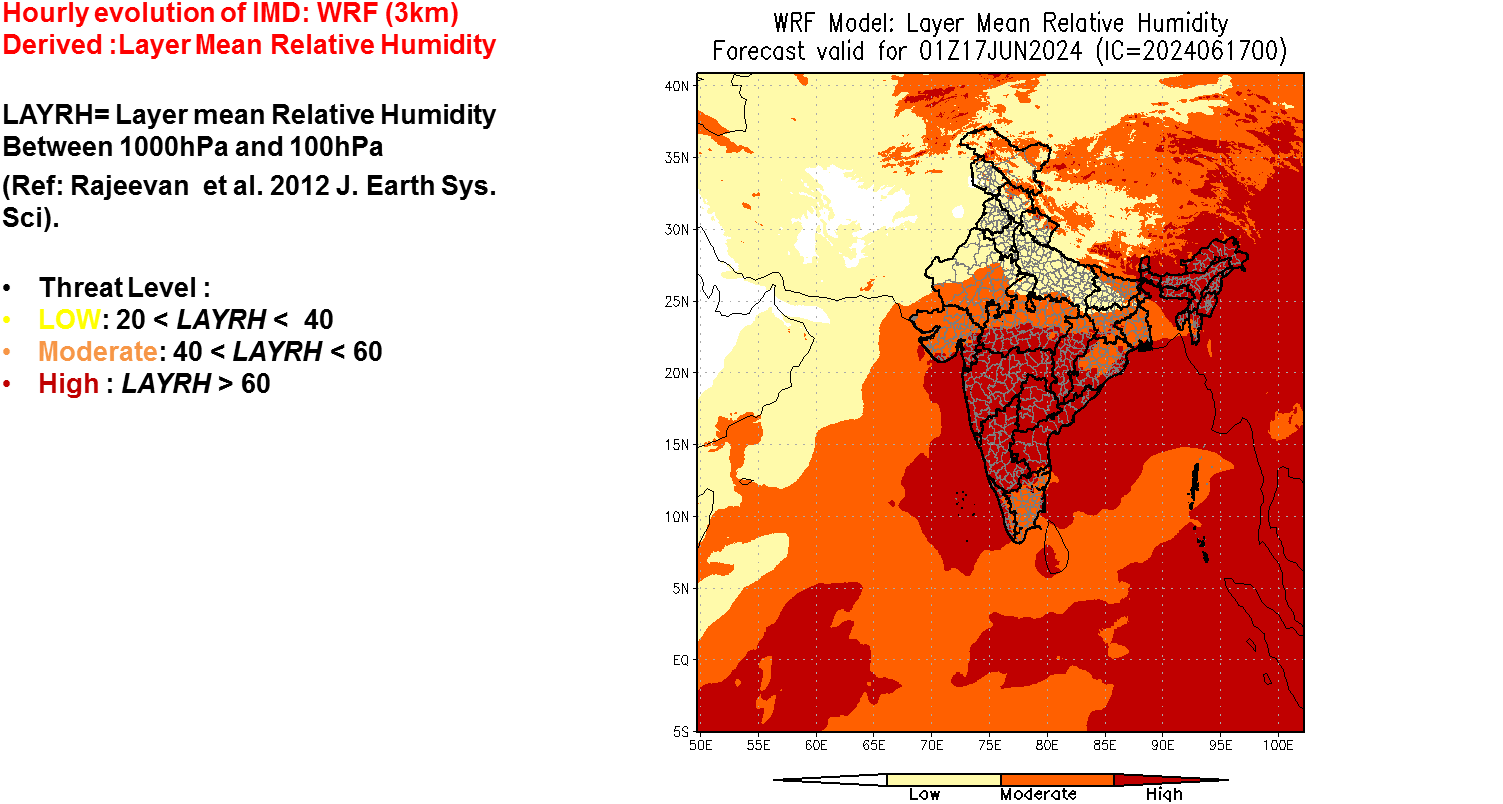 Hourly evolution of IMD: WRF (3km)
Derived :Layer Mean Relative Humidity
LAYRH= Layer mean Relative Humidity
Between 1000hPa and 100hPa
(Ref: Rajeevan et al. 2012 J. Earth Sys.
Sci).
• Threat Level :
• LOW: 20 < LAYRH < 40
• Moderate: 40 < LAYRH < 60
• High : LAYRH > 60
WRF Model: Layer Mean Relative Humidity
Forecast valid for 01Z17JUN2024 (IC=2024061700)
40N
35N
30N
25N
20N
15N
10N
5N
EQ
5S
50E 55E 60E 65E 70E 75E 80E 85E 90E 95E 100E
Low Moderate High